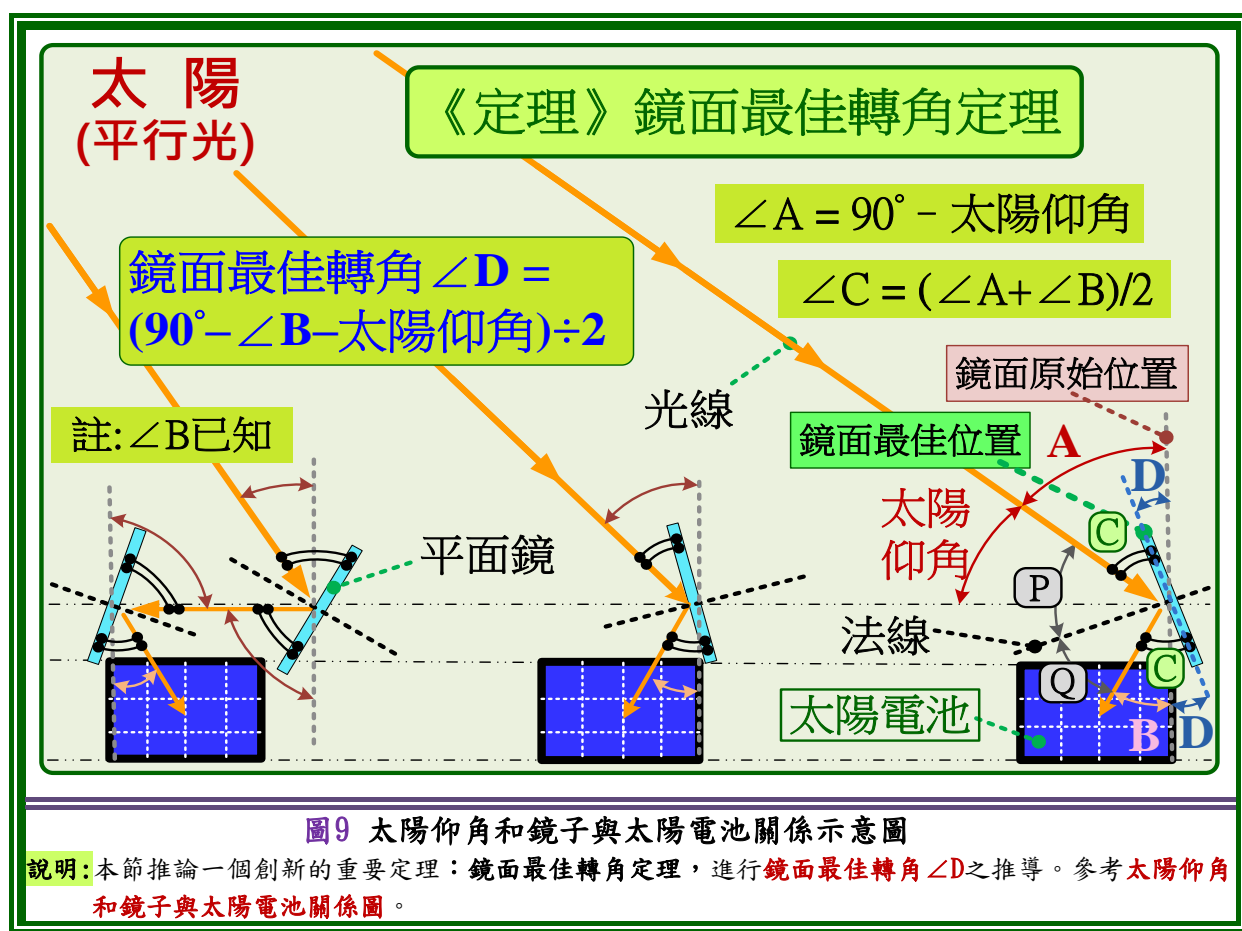 太 陽
(平行光)
《定理》鏡面最佳轉角定理
∠A = 90° − 太陽仰角
∠C = (∠A+∠B)/2
鏡面最佳轉角∠D =
(90°−∠B−太陽仰角)÷2
註:∠B已知
光線
鏡面原始位置
鏡面最佳位置
A
D
太陽
仰角
C
平面鏡
P
法線
C
Q
太陽電池
B
D
圖9 太陽仰角和鏡子與太陽電池關係示意圖
說明:本節推論一個創新的重要定理：鏡面最佳轉角定理，進行鏡面最佳轉角∠D之推導。參考太陽仰角
和鏡子與太陽電池關係圖。